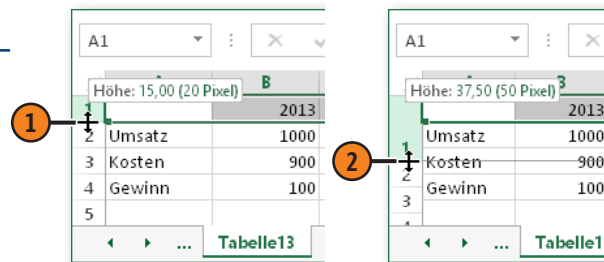 A1
Höhe: 15,00 (20 Pixel)
B
1
2013
1
2 Umsatz 1000
3 Kosten 900
4 Gewinn 100
5
... Tabelle13
A1
Höhe: 37,50 (50 Pixel)
2013
1
Umsatz 1000
2
Kosten 900
2
Gewinn 100
3
... Tabelle1